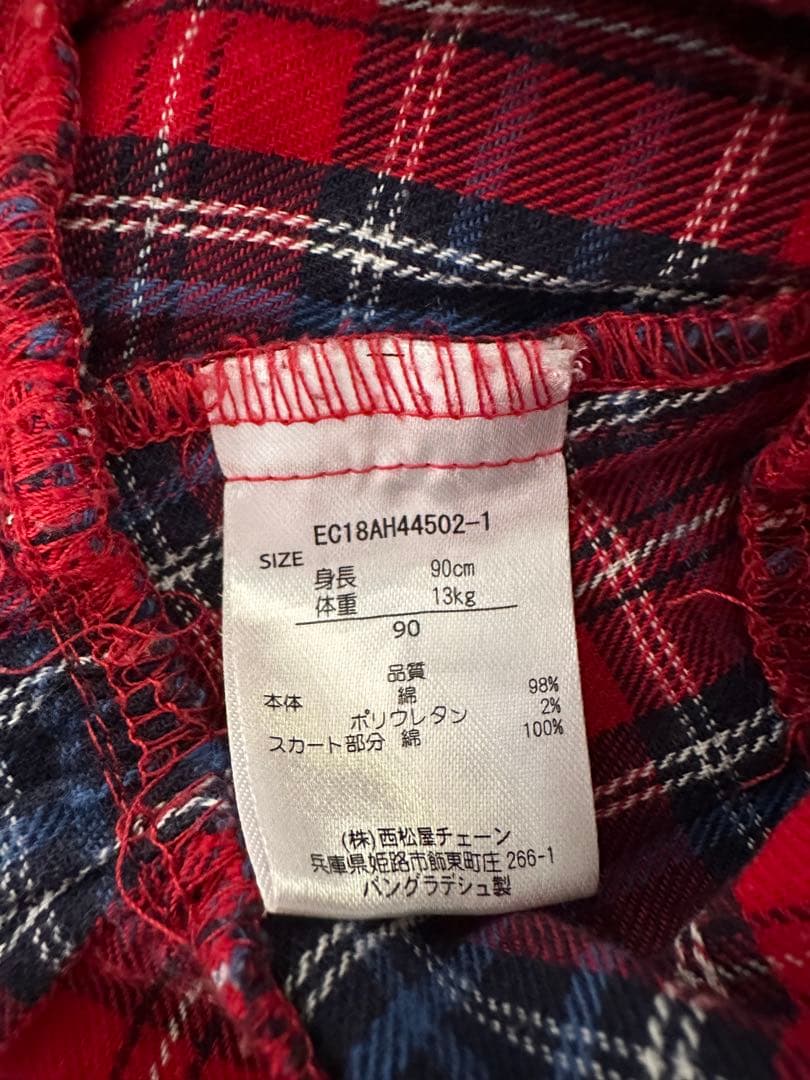 EC18AH44502-1
SIZE
身長 90cm
体重 13kg
90
品質
本体 綿 98%
ポリウレタン 2%
スカート部分 綿 100%
(株)西松屋チェーン
兵庫県姫路市飾東町庄 266-1
バングラデシュ製